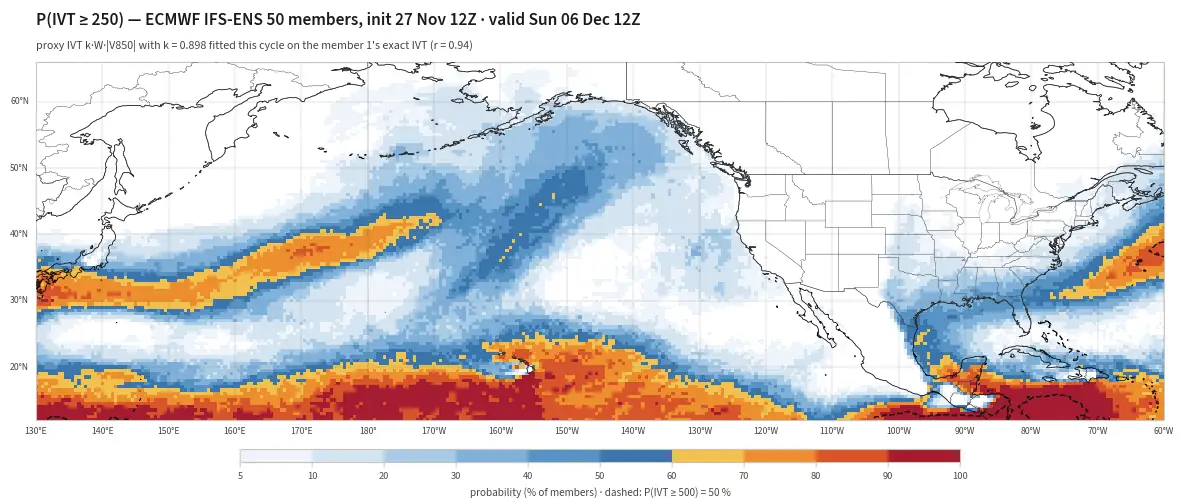 P(IVT ≥ 250) — ECMWF IFS-ENS 50 members, init 27 Nov 12Z · valid Sun 06 Dec 12Z
proxy IVT k·W·|V850| with k = 0.898 fitted this cycle on the member 1's exact IVT (r = 0.94)
60°N
50°N
40°N
30°N
20°N
130°E 140°E 150°E 160°E 170°E 180° 170°W 160°W 150°W 140°W 130°W 120°W 110°W 100°W 90°W 80°W 70°W 60°W
5 10 20 30 40 50 60 70 80 90 100
probability (% of members) · dashed: P(IVT ≥ 500) = 50 %